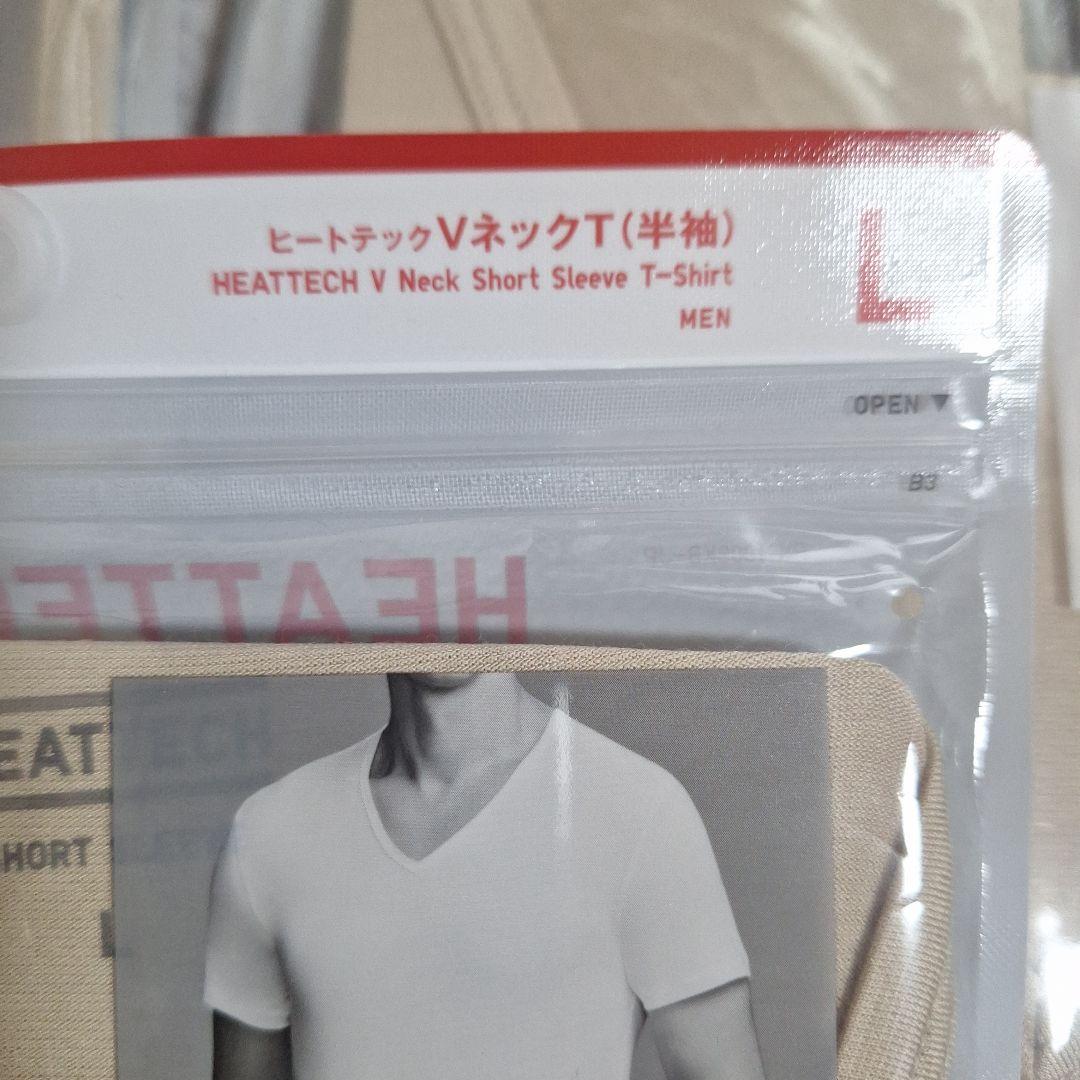 ヒートテックVネックT(半袖)
L
HEATTECH V Neck Short Sleeve T-Shirt
MEN
OPEN ▼
B3
HEATTEC
EATTECH
HORT
L